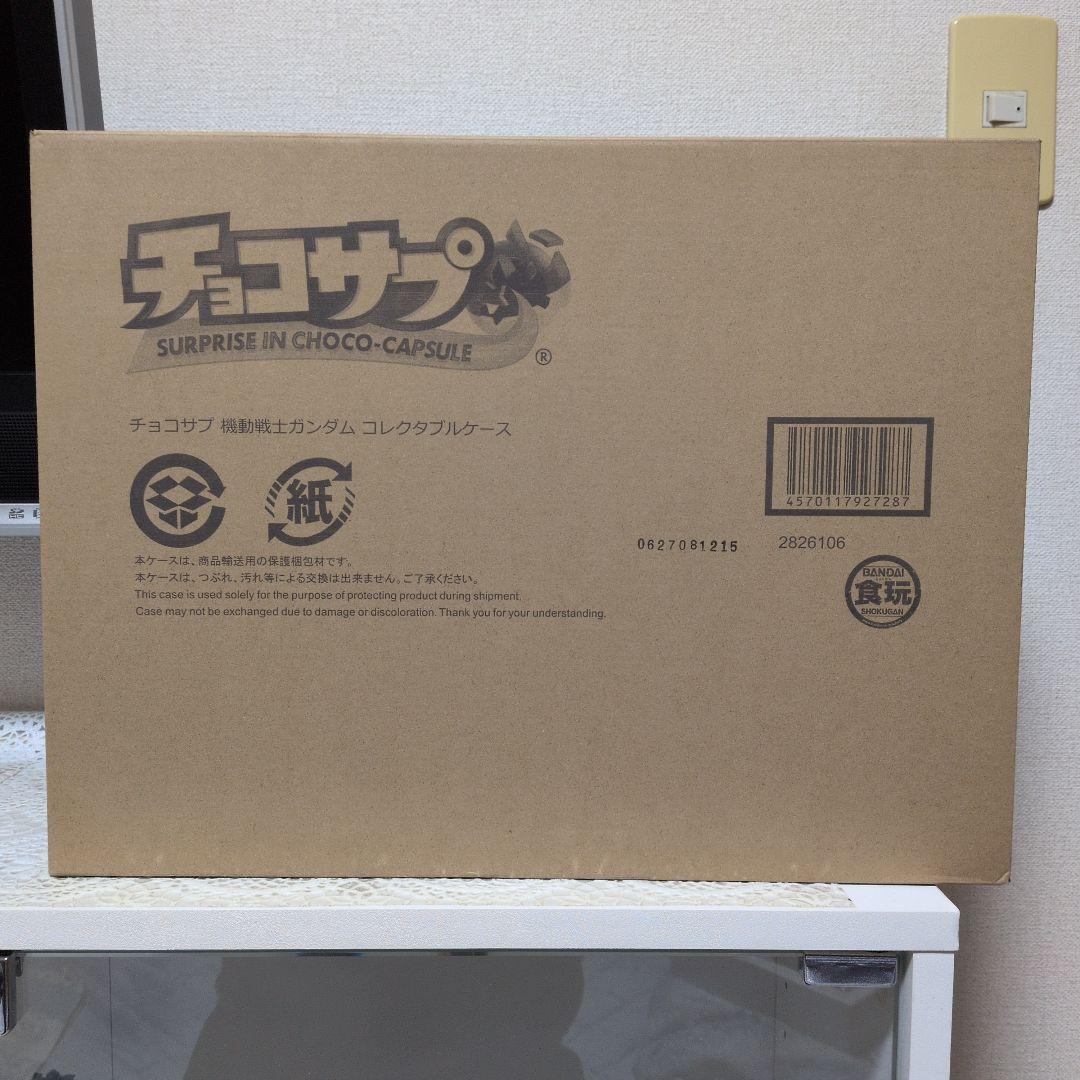 チョコサプ
SURPRISE IN CHOCO-CAPSULE
®
チョコサプ 機動戦士ガンダム コレクタブルケース
紙
4570117927287
本ケースは、商品輸送用の保護梱包材です。
本ケースは、つぶれ、汚れ等による交換は出来ません。ご了承ください。
This case is used solely for the purpose of protecting product during shipment.
Case may not be exchanged due to damage or discoloration. Thank you for your understanding.
0627081215
2826106
BANDAI
食玩
SHOKUGAN